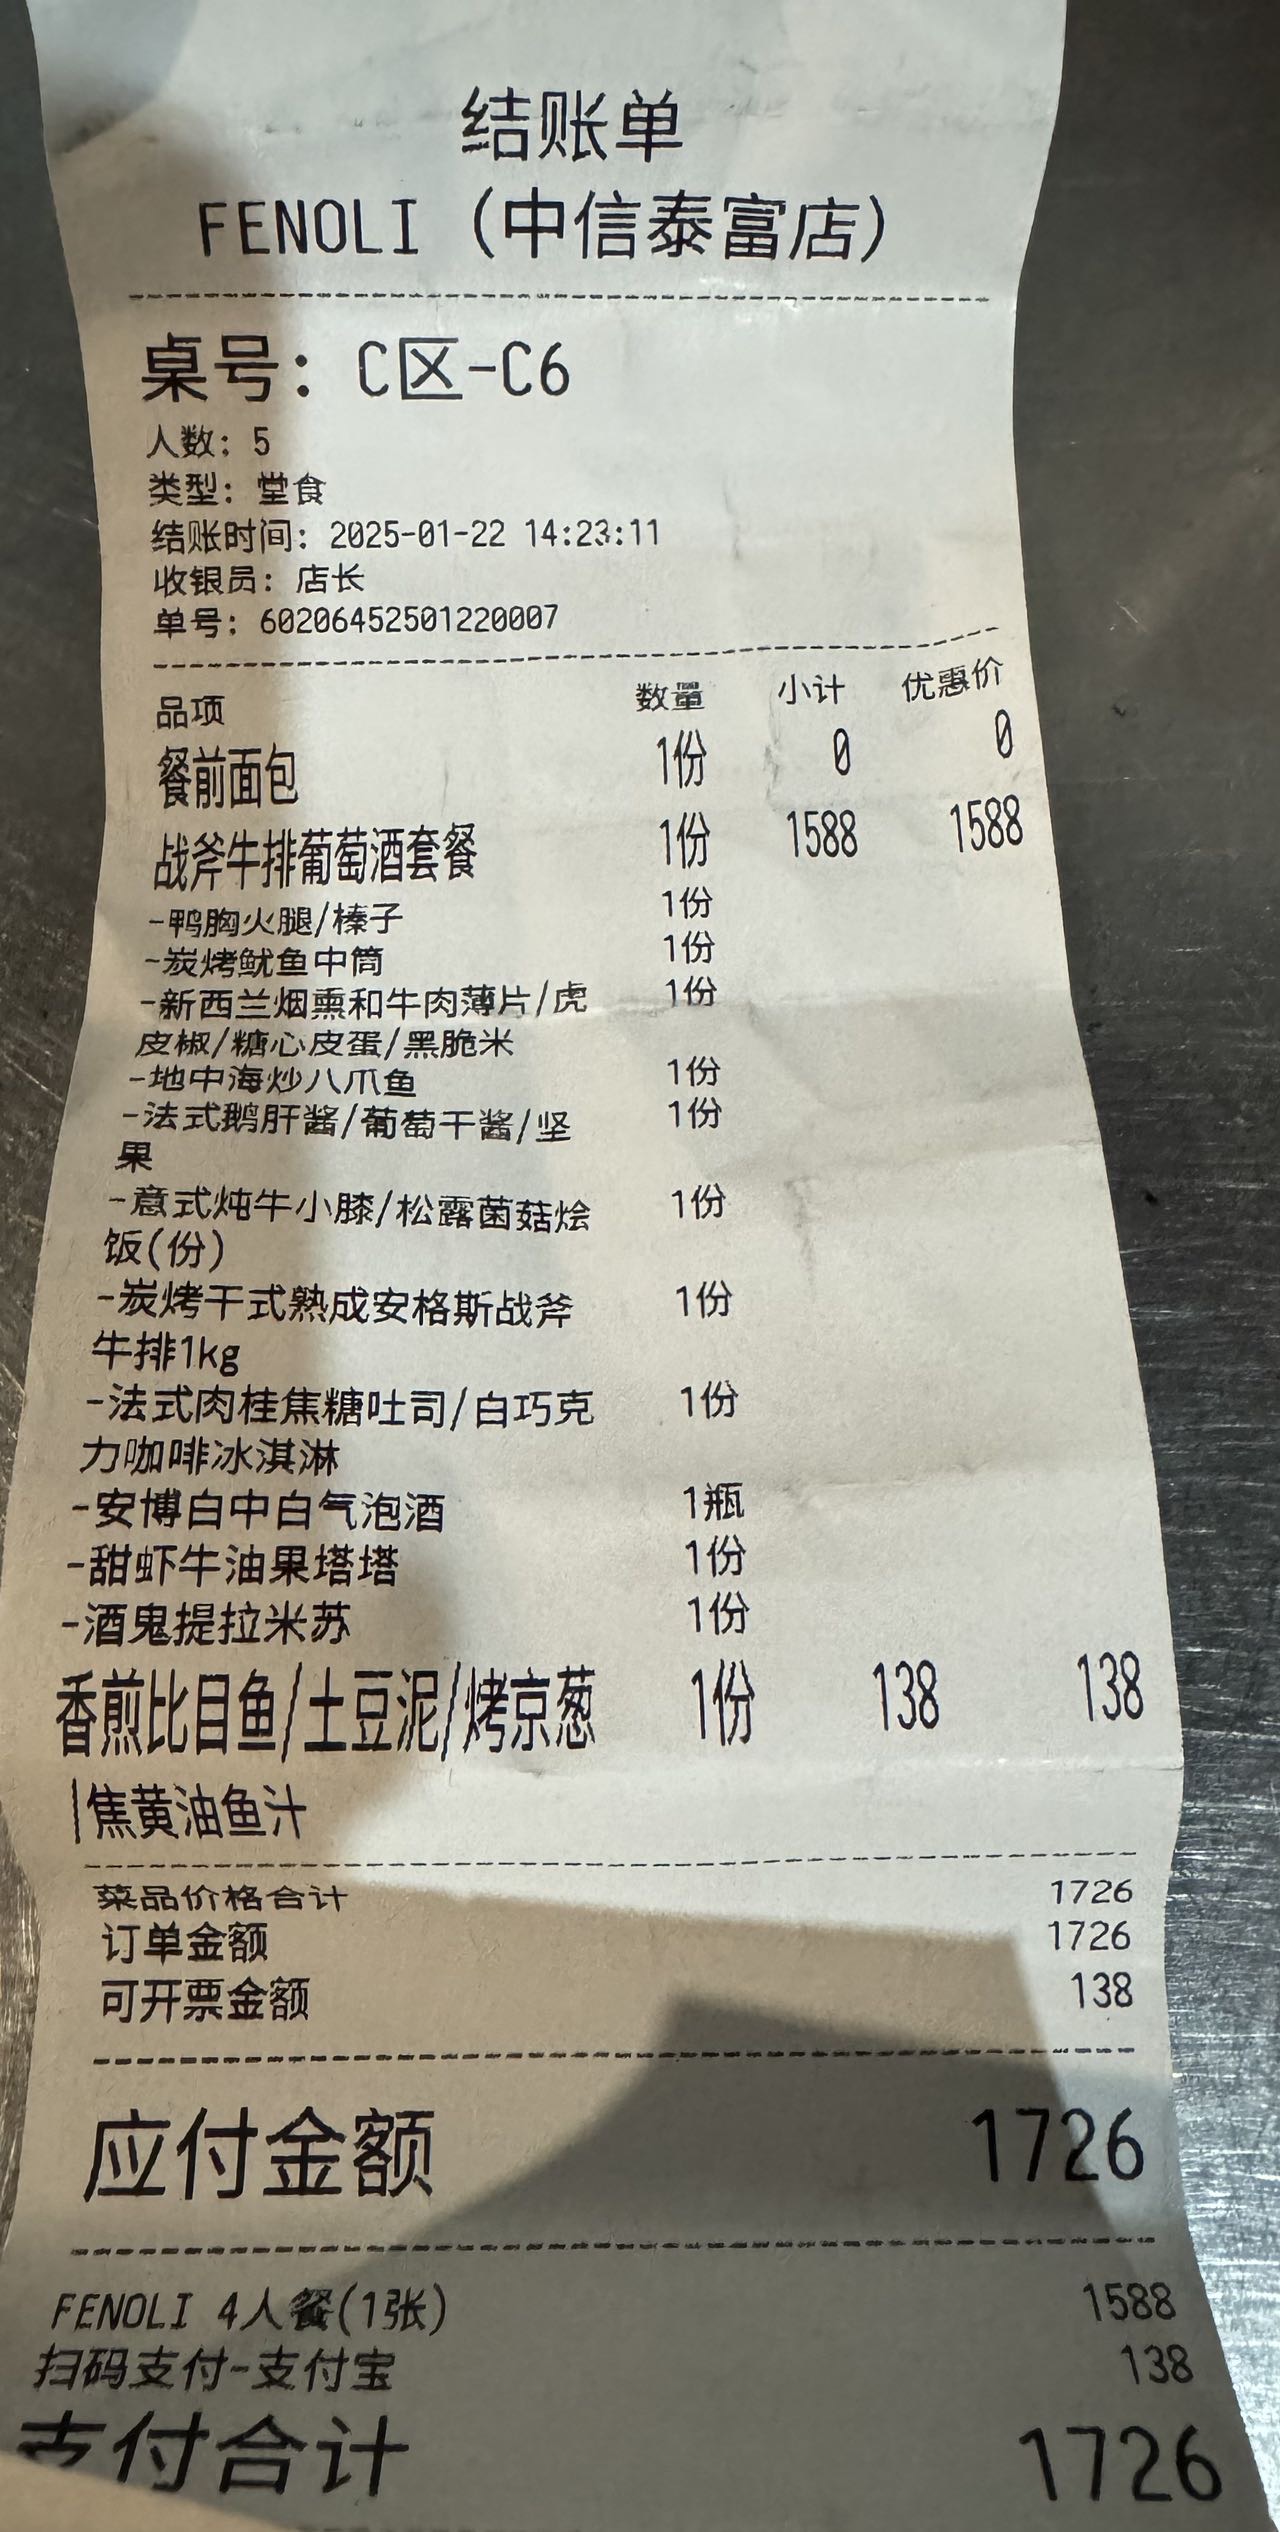 结账单
FENOLI (中信泰富店)
桌号: C区-C6
人数: 5
类型: 堂食
结账时间: 2025-01-22 14:23:11
收银员: 店长
单号: 60206452501220007
品项 数量 小计 优惠价
餐前面包 1份 0 0
战斧牛排葡萄酒套餐 1份 1588 1588
-鸭胸火腿/榛子 1份
-炭烤鱿鱼中筒 1份
-新西兰烟熏和牛肉薄片/虎 1份
皮椒/糖心皮蛋/黑脆米
-地中海炒八爪鱼 1份
-法式鹅肝酱/葡萄干酱/坚 1份
果
-意式炖牛小膝/松露菌菇烩 1份
饭(份)
-炭烤干式熟成安格斯战斧 1份
牛排1kg
-法式肉桂焦糖吐司/白巧克 1份
力咖啡冰淇淋
-安博白中白气泡酒 1瓶
-甜虾牛油果塔塔 1份
-酒鬼提拉米苏 1份
香煎比目鱼/土豆泥/烤京葱 1份 138 138
|焦黄油鱼汁
菜品价格合计 1726
订单金额 1726
可开票金额 138
应付金额 1726
FENOLI 4人餐(1张) 1588
扫码支付-支付宝 138
支付合计 1726